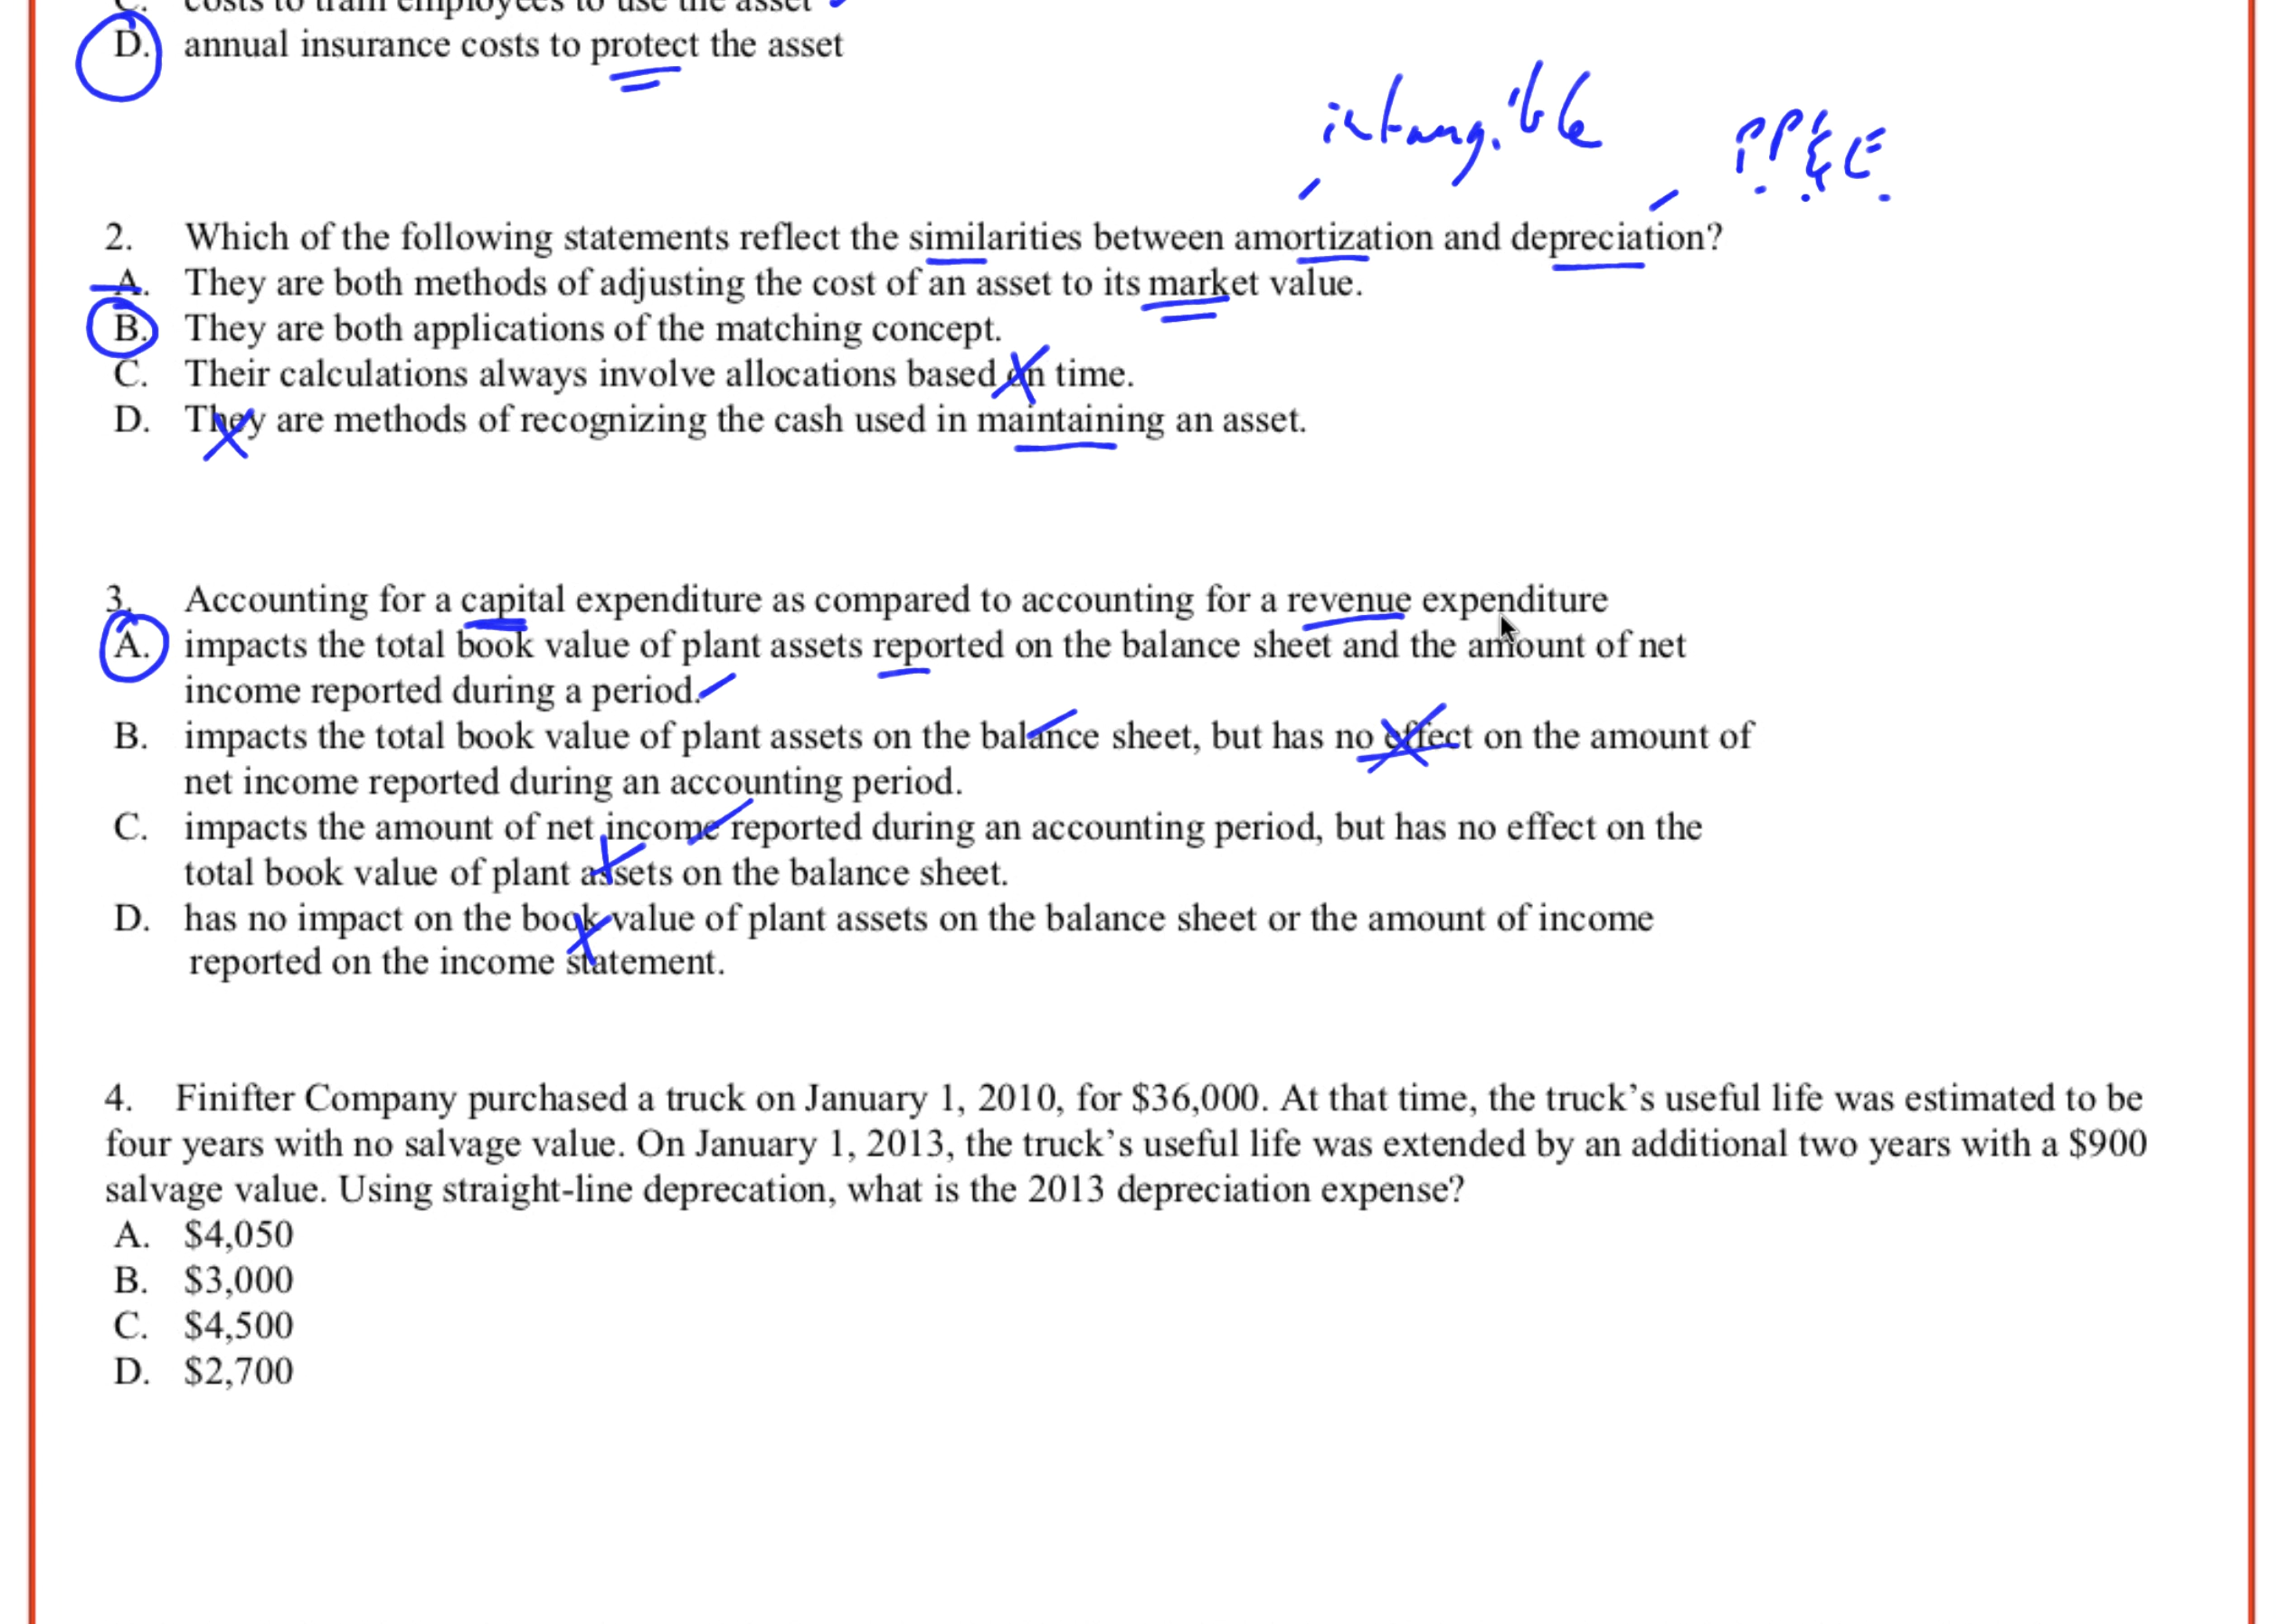 C. costs to train employees to use the asset
D. annual insurance costs to protect the asset
intangible PP&E
2. Which of the following statements reflect the similarities between amortization and depreciation?
A. They are both methods of adjusting the cost of an asset to its market value.
B. They are both applications of the matching concept.
C. Their calculations always involve allocations based on time.
D. They are methods of recognizing the cash used in maintaining an asset.
3. Accounting for a capital expenditure as compared to accounting for a revenue expenditure
A. impacts the total book value of plant assets reported on the balance sheet and the amount of net
income reported during a period.
B. impacts the total book value of plant assets on the balance sheet, but has no effect on the amount of
net income reported during an accounting period.
C. impacts the amount of net income reported during an accounting period, but has no effect on the
total book value of plant assets on the balance sheet.
D. has no impact on the book value of plant assets on the balance sheet or the amount of income
reported on the income statement.
4. Finifter Company purchased a truck on January 1, 2010, for $36,000. At that time, the truck’s useful life was estimated to be
four years with no salvage value. On January 1, 2013, the truck’s useful life was extended by an additional two years with a $900
salvage value. Using straight-line deprecation, what is the 2013 depreciation expense?
A. $4,050
B. $3,000
C. $4,500
D. $2,700